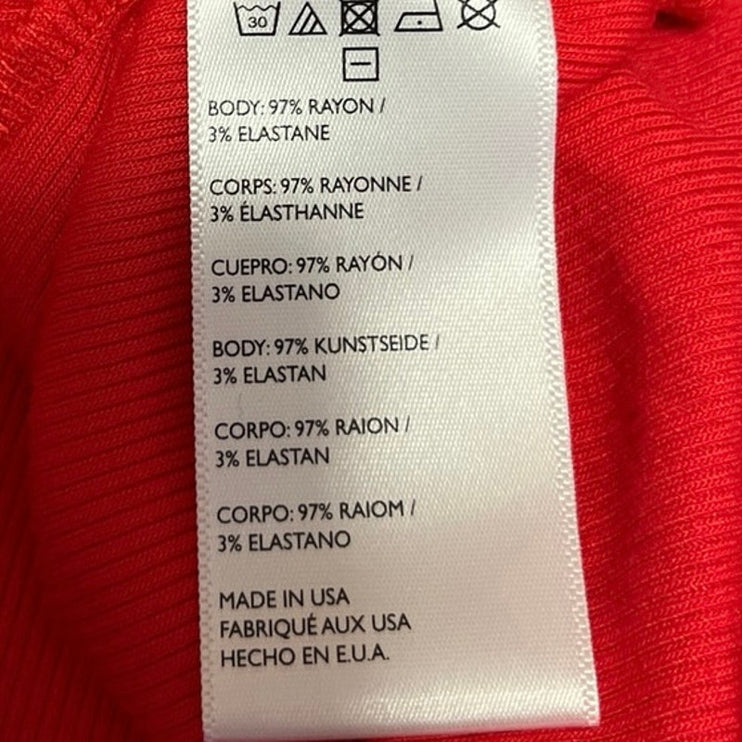 30
BODY: 97% RAYON /
3% ELASTANE
CORPS: 97% RAYONNE /
3% ÉLASTHANNE
CUEPRO: 97% RAYÓN /
3% ELASTANO
BODY: 97% KUNSTSEIDE /
3% ELASTAN
CORPO: 97% RAION /
3% ELASTAN
CORPO: 97% RAIOM /
3% ELASTANO
MADE IN USA
FABRIQUÉ AUX USA
HECHO EN E.U.A.